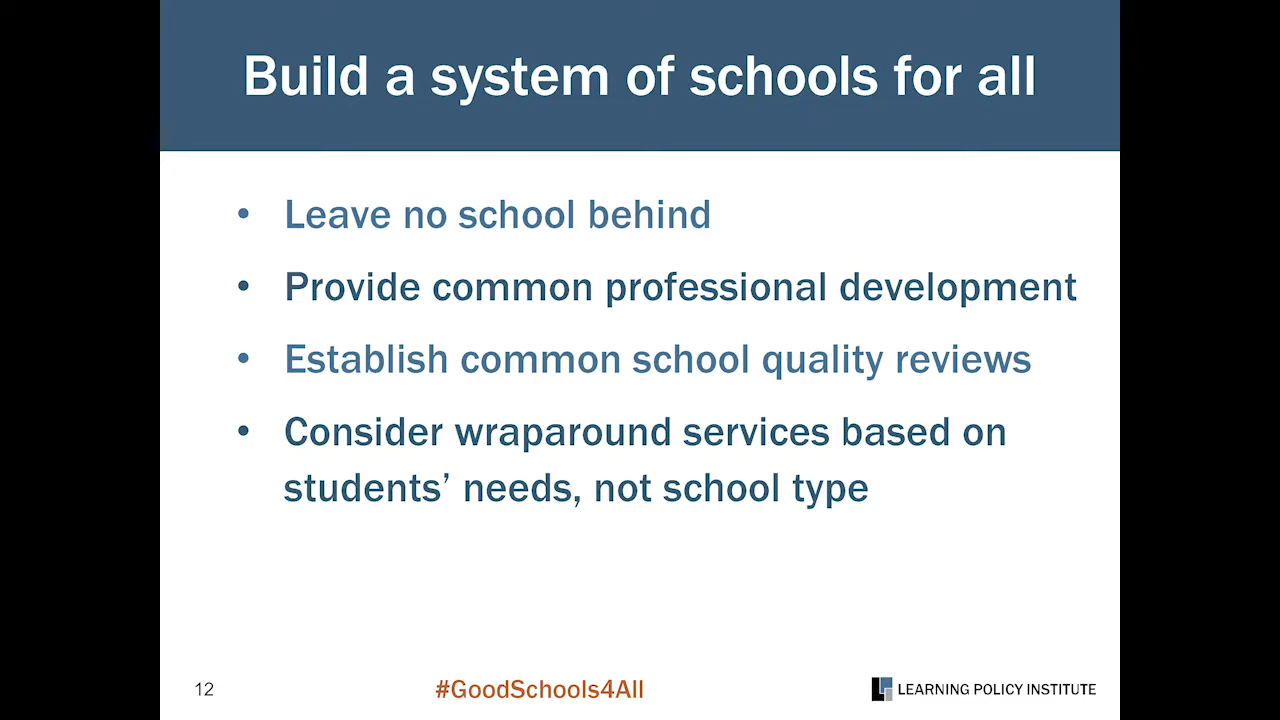 Build a system of schools for all
• Leave no school behind
• Provide common professional development
• Establish common school quality reviews
• Consider wraparound services based on
students’ needs, not school type
12
#GoodSchools4All
LEARNING POLICY INSTITUTE